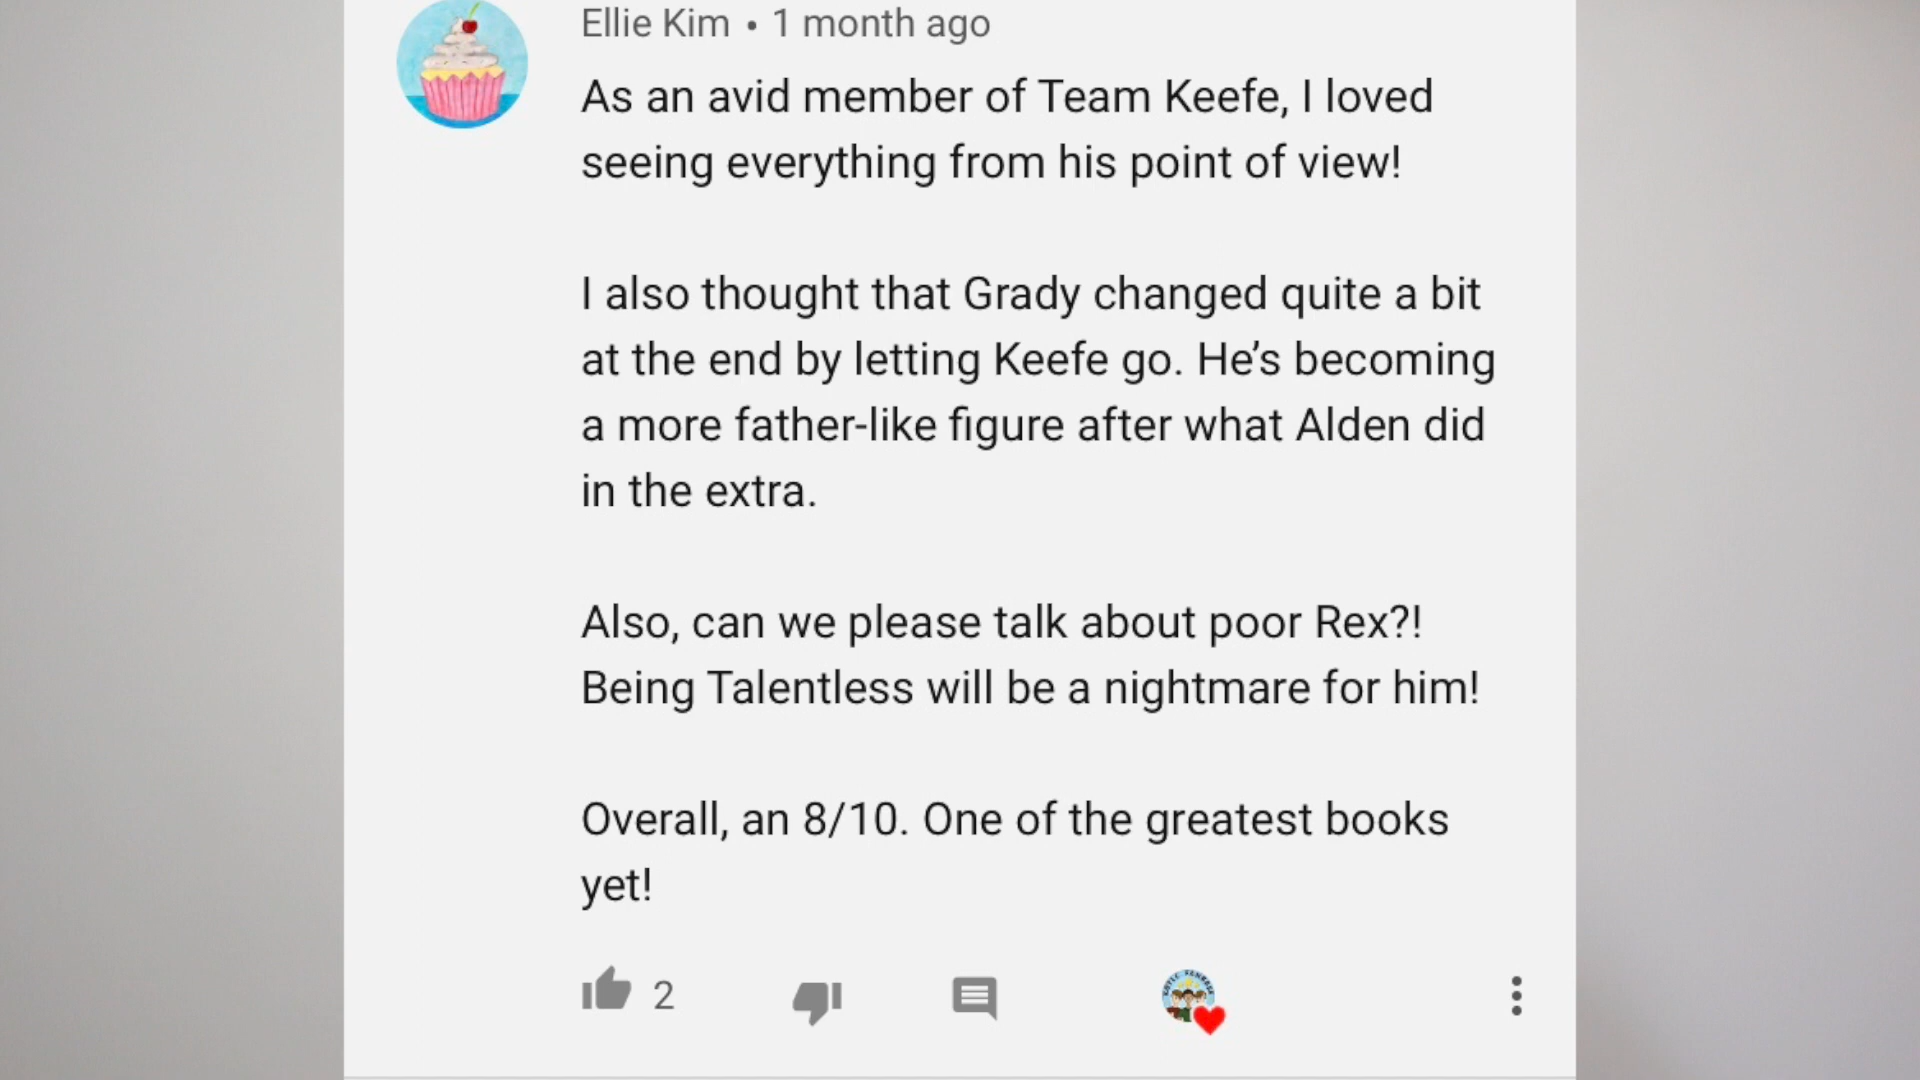 Ellie Kim • 1 month ago
As an avid member of Team Keefe, I loved
seeing everything from his point of view!
I also thought that Grady changed quite a bit
at the end by letting Keefe go. He’s becoming
a more father-like figure after what Alden did
in the extra.
Also, can we please talk about poor Rex?!
Being Talentless will be a nightmare for him!
Overall, an 8/10. One of the greatest books
yet!
2